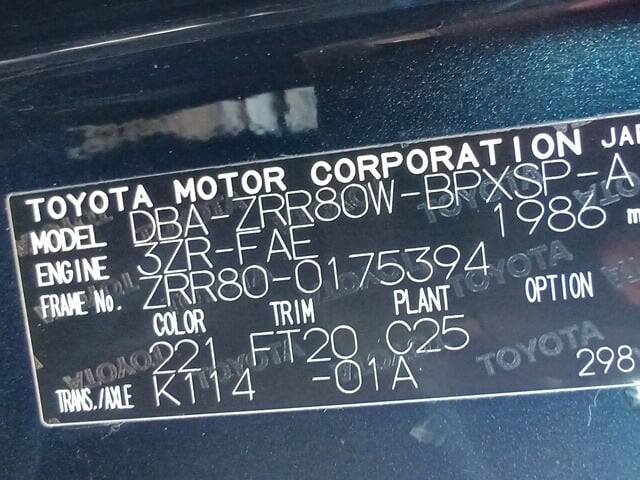 TOYOTA MOTOR CORPORATION JA
MODEL DBA-ZRR80W-BPXSP-A
ENGINE 3ZR-FAE 1986
FRAME No. ZRR80-0175394
COLOR TRIM PLANT OPTION
221 FT20 C25
TRANS./AXLE K114 -01A 298